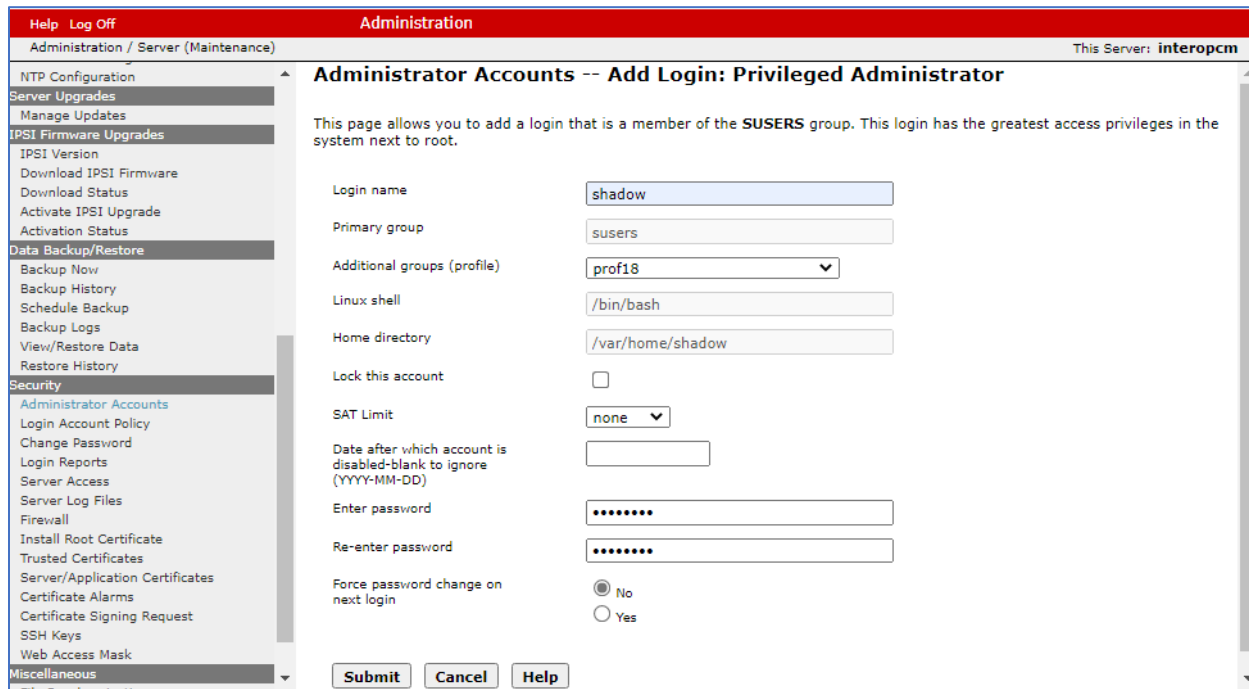 Help Log Off
Administration
Administration / Server (Maintenance)
This Server: interopcm
NTP Configuration
Server Upgrades
Manage Updates
IPSI Firmware Upgrades
IPSI Version
Download IPSI Firmware
Download Status
Activate IPSI Upgrade
Activation Status
Data Backup/Restore
Backup Now
Backup History
Schedule Backup
Backup Logs
View/Restore Data
Restore History
Security
Administrator Accounts
Login Account Policy
Change Password
Login Reports
Server Access
Server Log Files
Firewall
Install Root Certificate
Trusted Certificates
Server/Application Certificates
Certificate Alarms
Certificate Signing Request
SSH Keys
Web Access Mask
Miscellaneous
Administrator Accounts -- Add Login: Privileged Administrator
This page allows you to add a login that is a member of the SUSERS group. This login has the greatest access privileges in the
system next to root.
Login name
shadow
Primary group
susers
Additional groups (profile)
prof18
Linux shell
/bin/bash
Home directory
/var/home/shadow
Lock this account
SAT Limit
none
Date after which account is
disabled-blank to ignore
(YYYY-MM-DD)
Enter password
••••••••
Re-enter password
••••••••
Force password change on
next login
No
Yes
Submit
Cancel
Help